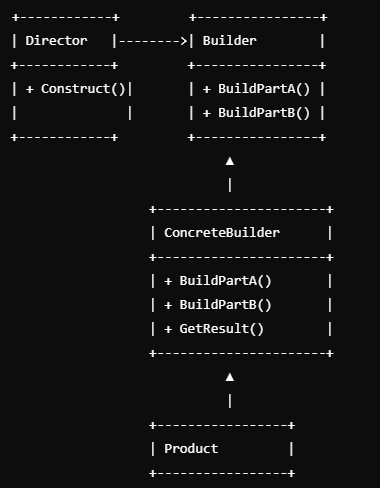 +-------------+         +----------------+
| Director   |-------->| Builder        |
+------------+         +----------------+
| + Construct()|       | + BuildPartA() |
|              |       | + BuildPartB() |
+-------------+         +----------------+
                             ▲
                             |
                  +----------------------+
                  | ConcreteBuilder      |
                  +----------------------+
                  | + BuildPartA()       |
                  | + BuildPartB()       |
                  | + GetResult()        |
                  +----------------------+
                             ▲
                             |
                  +-----------------+
                  | Product         |
                  +-----------------+